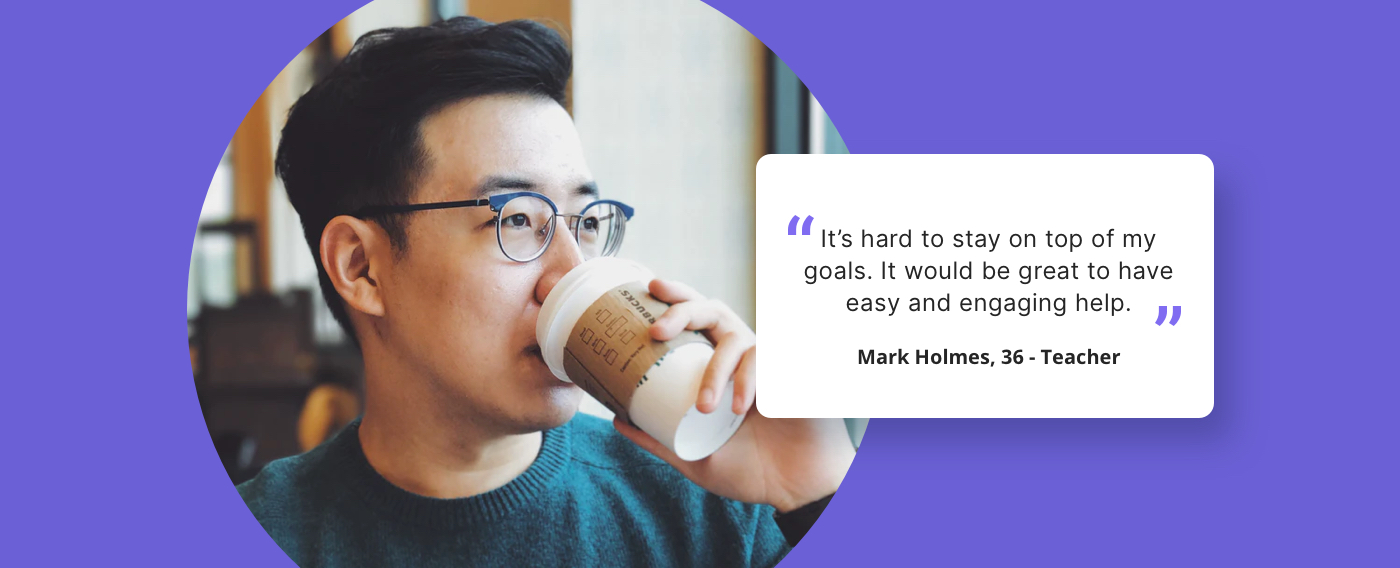 “ It’s hard to stay on top of my
goals. It would be great to have
easy and engaging help. ”
Mark Holmes, 36 - Teacher